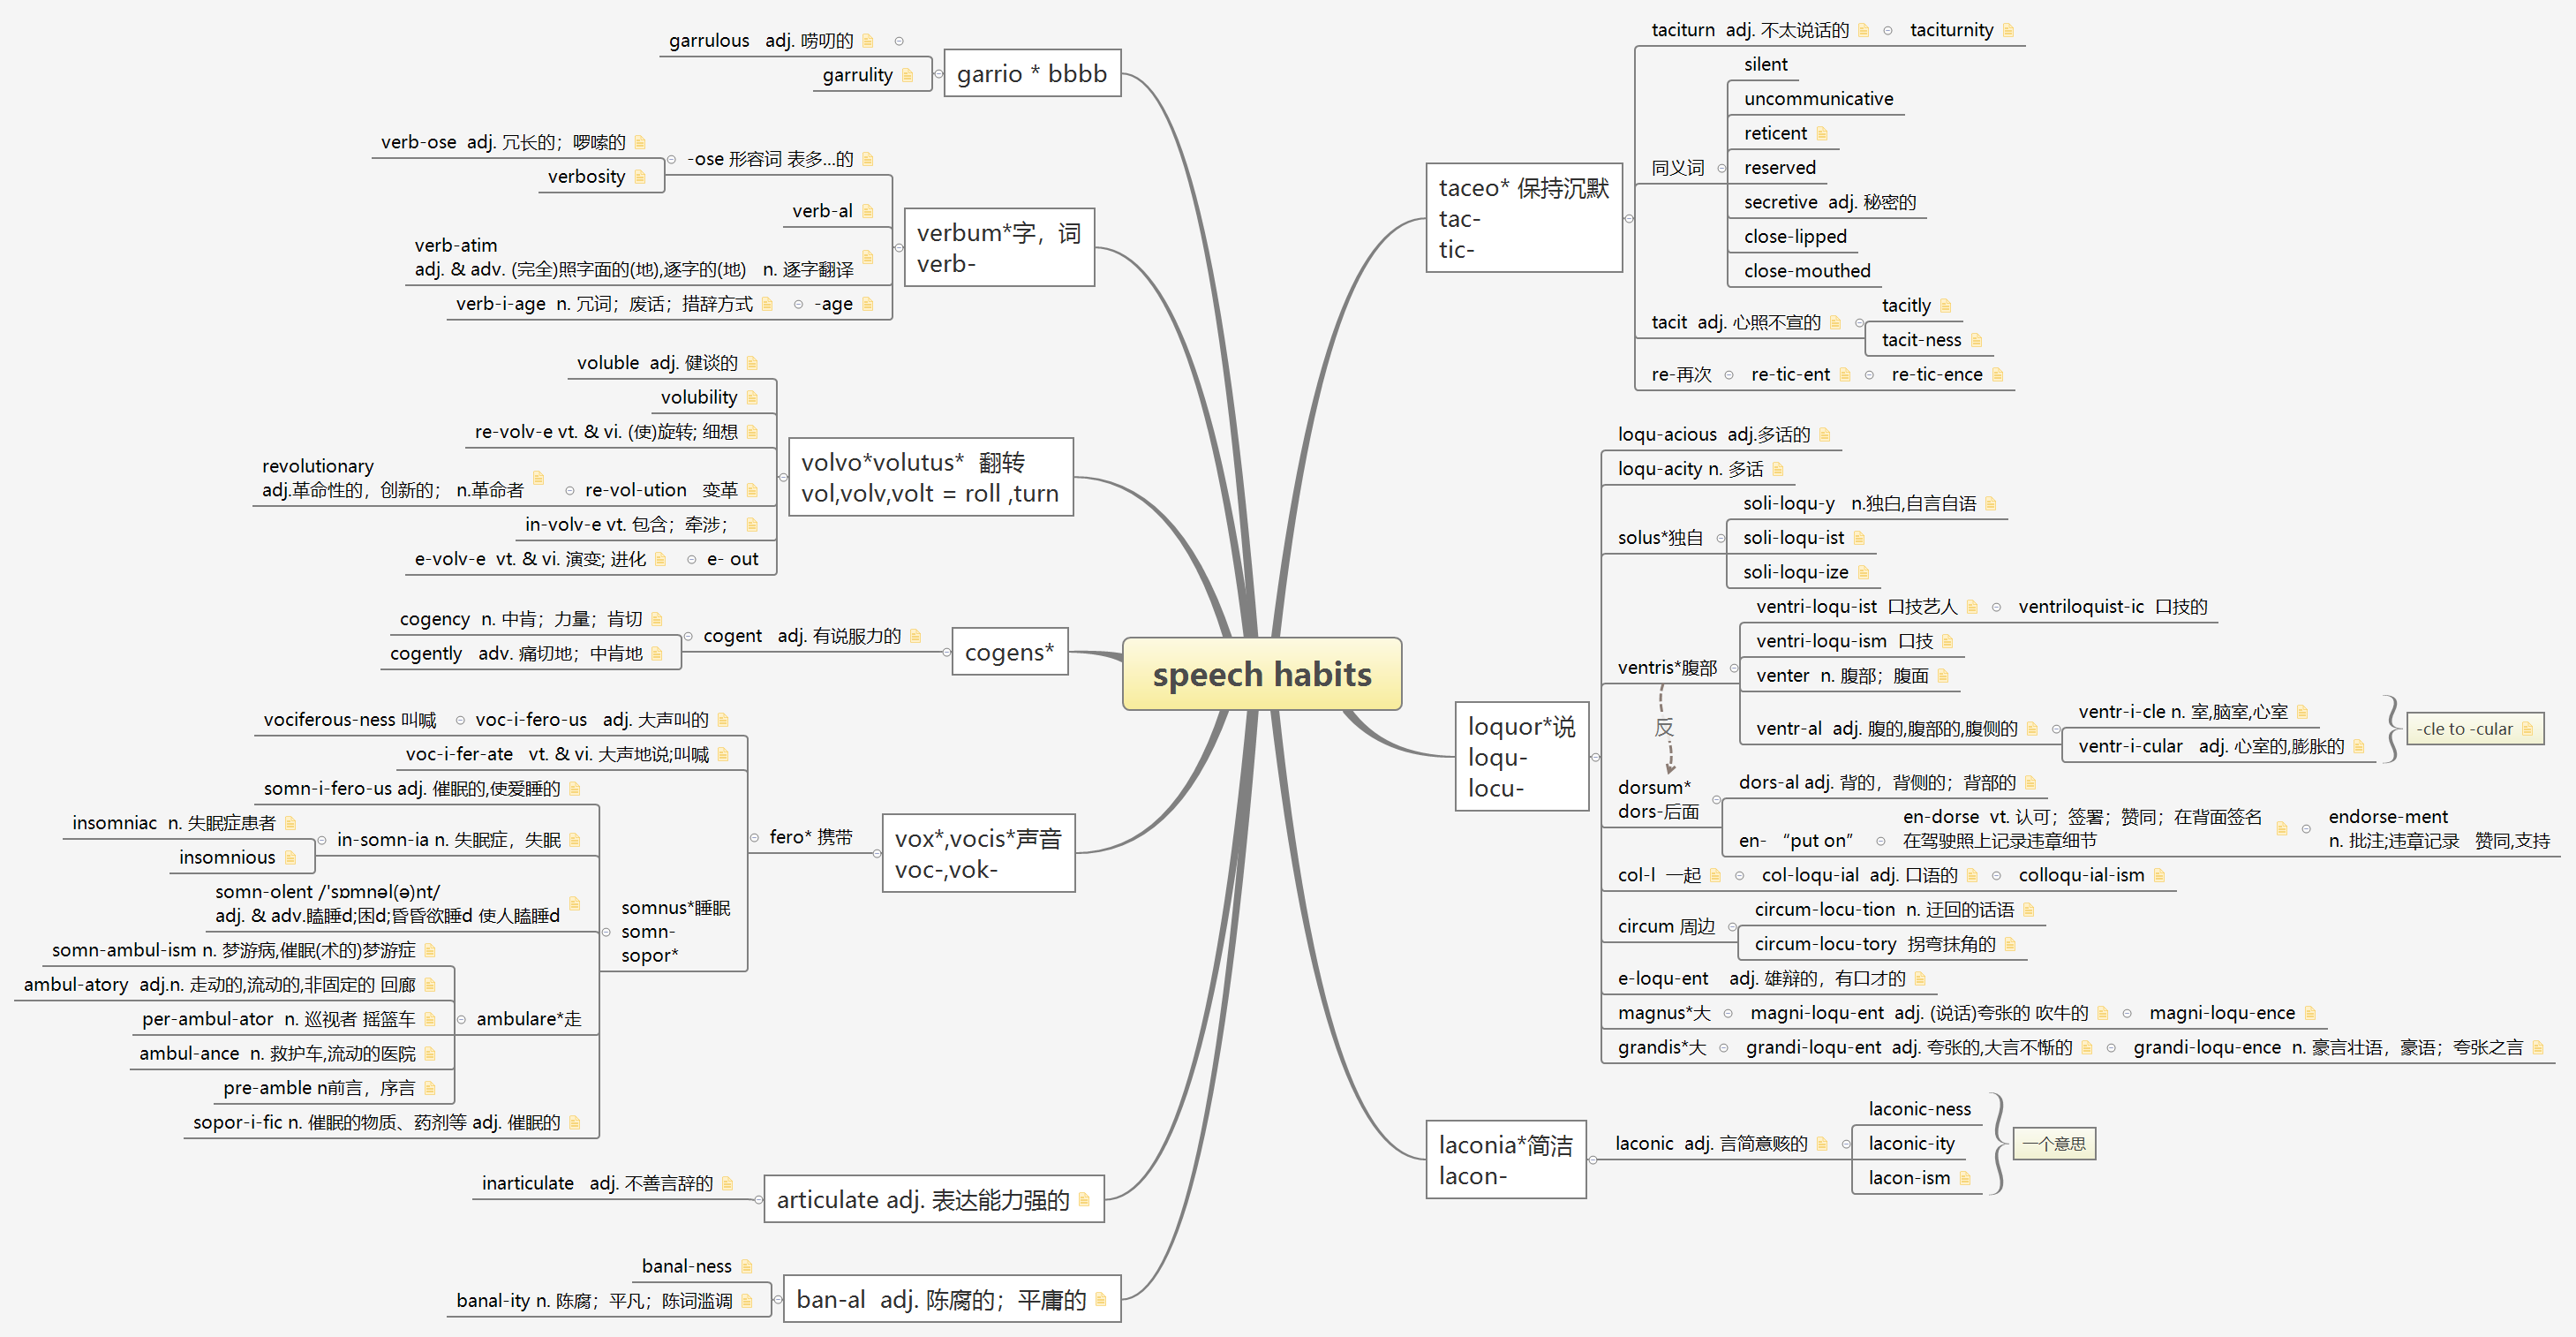 speech habits
taceo* 保持沉默
tac-
tic-
taciturn adj. 不太说话的
taciturnity
同义词
silent
uncommunicative
reticent
reserved
secretive adj. 秘密的
close-lipped
close-mouthed
tacit adj. 心照不宣的
tacitly
tacit-ness
re-再次
re-tic-ent
re-tic-ence
loquor*说
loqu-
locu-
loqu-acious adj.多话的
loqu-acity n. 多话
solus*独自
soli-loqu-y n.独白,自言自语
soli-loqu-ist
soli-loqu-ize
ventris*腹部
ventri-loqu-ist 口技艺人
ventriloquist-ic 口技的
ventri-loqu-ism 口技
venter n. 腹部；腹面
ventr-al adj. 腹的,腹部的,腹侧的
ventr-i-cle n. 室,脑室,心室
ventr-i-cular adj. 心室的,膨胀的
-cle to -cular
反
dorsum*
dors-后面
dors-al adj. 背的，背侧的；背部的
en- “put on”
en-dorse vt. 认可；签署；赞同；在背面签名
在驾驶照上记录违章细节
endorse-ment
n. 批注;违章记录 赞同,支持
col-l 一起
col-loqu-ial adj. 口语的
colloqu-ial-ism
circum 周边
circum-locu-tion n. 迂回的话语
circum-locu-tory 拐弯抹角的
e-loqu-ent adj. 雄辩的，有口才的
magnus*大
magni-loqu-ent adj. (说话)夸张的 吹牛的
magni-loqu-ence
grandis*大
grandi-loqu-ent adj. 夸张的,大言不惭的
grandi-loqu-ence n. 豪言壮语，豪语；夸张之言
laconia*简洁
lacon-
laconic adj. 言简意赅的
laconic-ness
laconic-ity
lacon-ism
一个意思
garrio * bbbb
garrulous adj. 唠叨的
garrulity
verbum*字，词
verb-
-ose 形容词 表多...的
verb-ose adj. 冗长的；啰嗦的
verbosity
verb-al
verb-atim
adj. & adv. (完全)照字面的(地),逐字的(地) n. 逐字翻译
verb-i-age n. 冗词；废话；措辞方式
-age
volvo*volutus* 翻转
vol,volv,volt = roll ,turn
voluble adj. 健谈的
volubility
re-volv-e vt. & vi. (使)旋转; 细想
re-vol-ution 变革
revolutionary
adj.革命性的，创新的； n.革命者
in-volv-e vt. 包含；牵涉；
e-volv-e vt. & vi. 演变; 进化
e- out
cogens*
cogent adj. 有说服力的
cogency n. 中肯；力量；肯切
cogently adv. 痛切地；中肯地
vox*,vocis*声音
voc-,vok-
fero* 携带
voc-i-fero-us adj. 大声叫的
vociferous-ness 叫喊
voc-i-fer-ate vt. & vi. 大声地说;叫喊
somnus*睡眠
somn-
sopor*
somn-i-fero-us adj. 催眠的,使爱睡的
in-somn-ia n. 失眠症，失眠
insomniac n. 失眠症患者
insomnious
somn-olent /ˈsɒmnəl(ə)nt/
adj. & adv.瞌睡d;困d;昏昏欲睡d 使人瞌睡d
ambulare*走
somn-ambul-ism n. 梦游病,催眠(术的)梦游症
ambul-atory adj.n. 走动的,流动的,非固定的 回廊
per-ambul-ator n. 巡视者 摇篮车
ambul-ance n. 救护车,流动的医院
pre-amble n前言，序言
sopor-i-fic n. 催眠的物质、药剂等 adj. 催眠的
articulate adj. 表达能力强的
inarticulate adj. 不善言辞的
ban-al adj. 陈腐的；平庸的
banal-ness
banal-ity n. 陈腐；平凡；陈词滥调